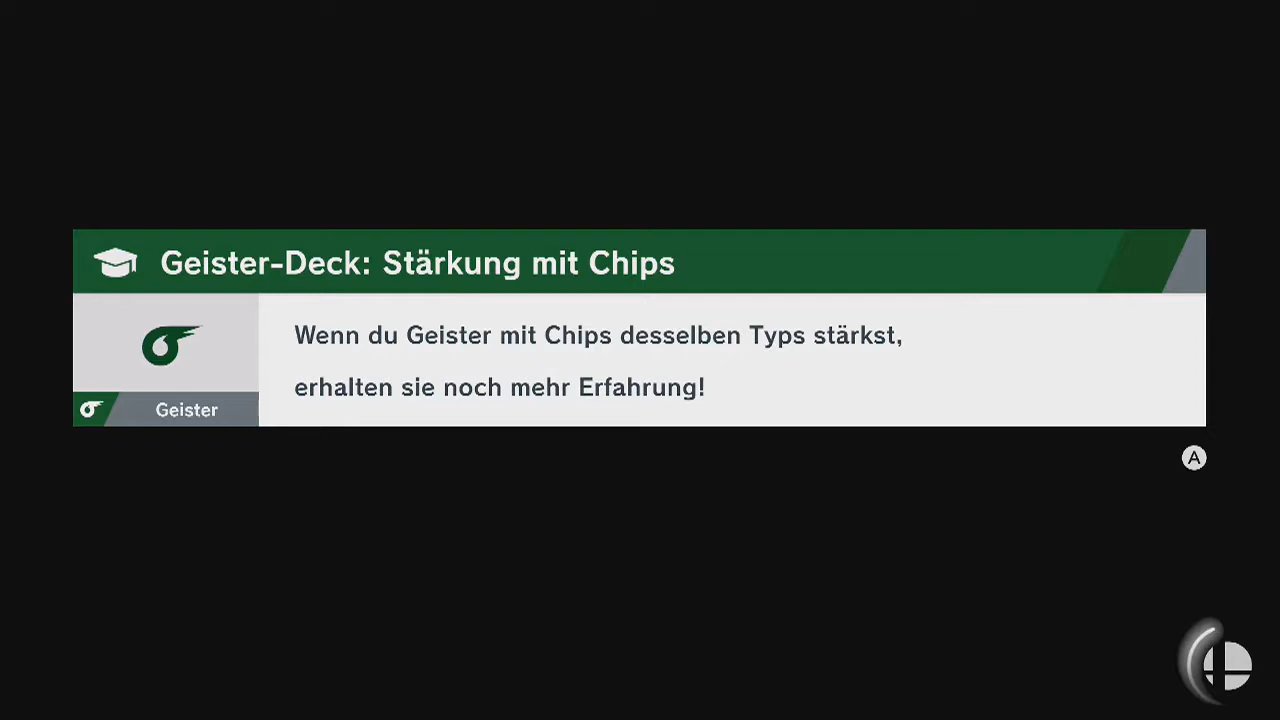 Geister-Deck: Stärkung mit Chips
Wenn du Geister mit Chips desselben Typs stärkst,
erhalten sie noch mehr Erfahrung!
Geister
A